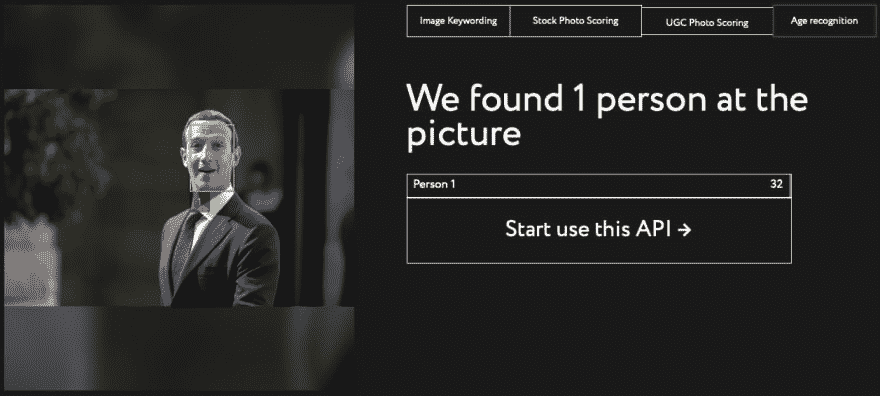 Image Keywording
Stock Photo Scoring
UGC Photo Scoring
Age recognition
We found 1 person at the
picture
Person 1 32
Start use this API →